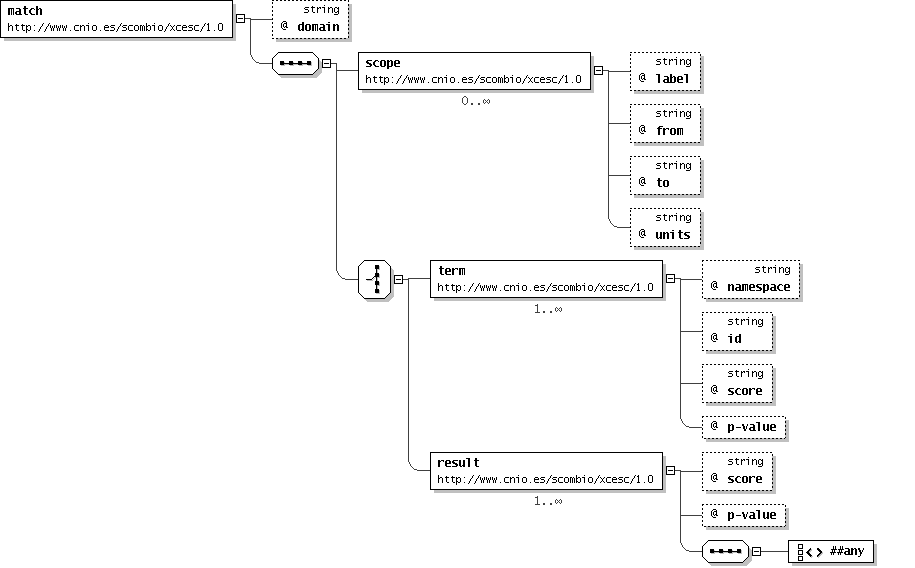 match
http://www.cnio.es/scombio/xcesc/1.0
string
@ domain
scope
http://www.cnio.es/scombio/xcesc/1.0
0..∞
string
@ label
string
@ from
string
@ to
string
@ units
term
http://www.cnio.es/scombio/xcesc/1.0
1..∞
string
@ namespace
string
@ id
string
@ score
@ p-value
result
http://www.cnio.es/scombio/xcesc/1.0
1..∞
string
@ score
@ p-value
##any